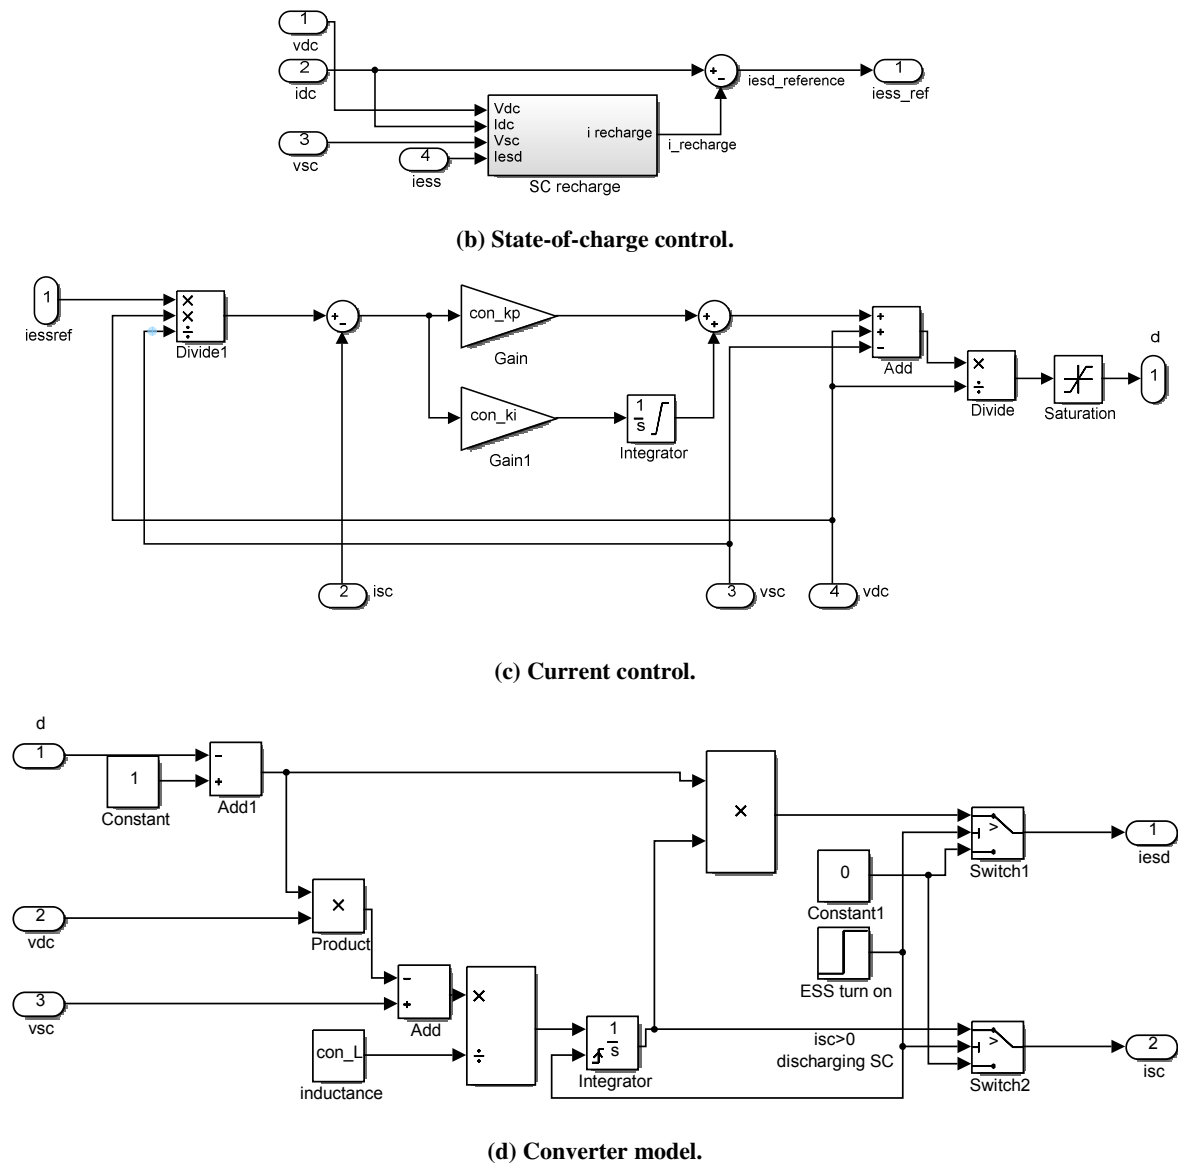 1
vdc
2
idc
3
vsc
4
iess
Vdc
Idc
Vsc
Iesd
i recharge
SC recharge
i_recharge
+
−
iesd_reference
1
iess_ref
(b) State-of-charge control.
1
iessref
×
×
÷
Divide1
+
−
con_kp
Gain
con_ki
Gain1
1
s
Integrator
+
+
+
+
−
Add
×
÷
Divide
Saturation
d
1
2
isc
3
vsc
4
vdc
(c) Current control.
d
1
1
Constant
−
+
Add1
2
vdc
×
Product
3
vsc
−
+
Add
con_L
inductance
×
÷
1
s
Integrator
×
0
Constant1
ESS turn on
isc>0
discharging SC
>
Switch1
1
iesd
>
Switch2
2
isc
(d) Converter model.